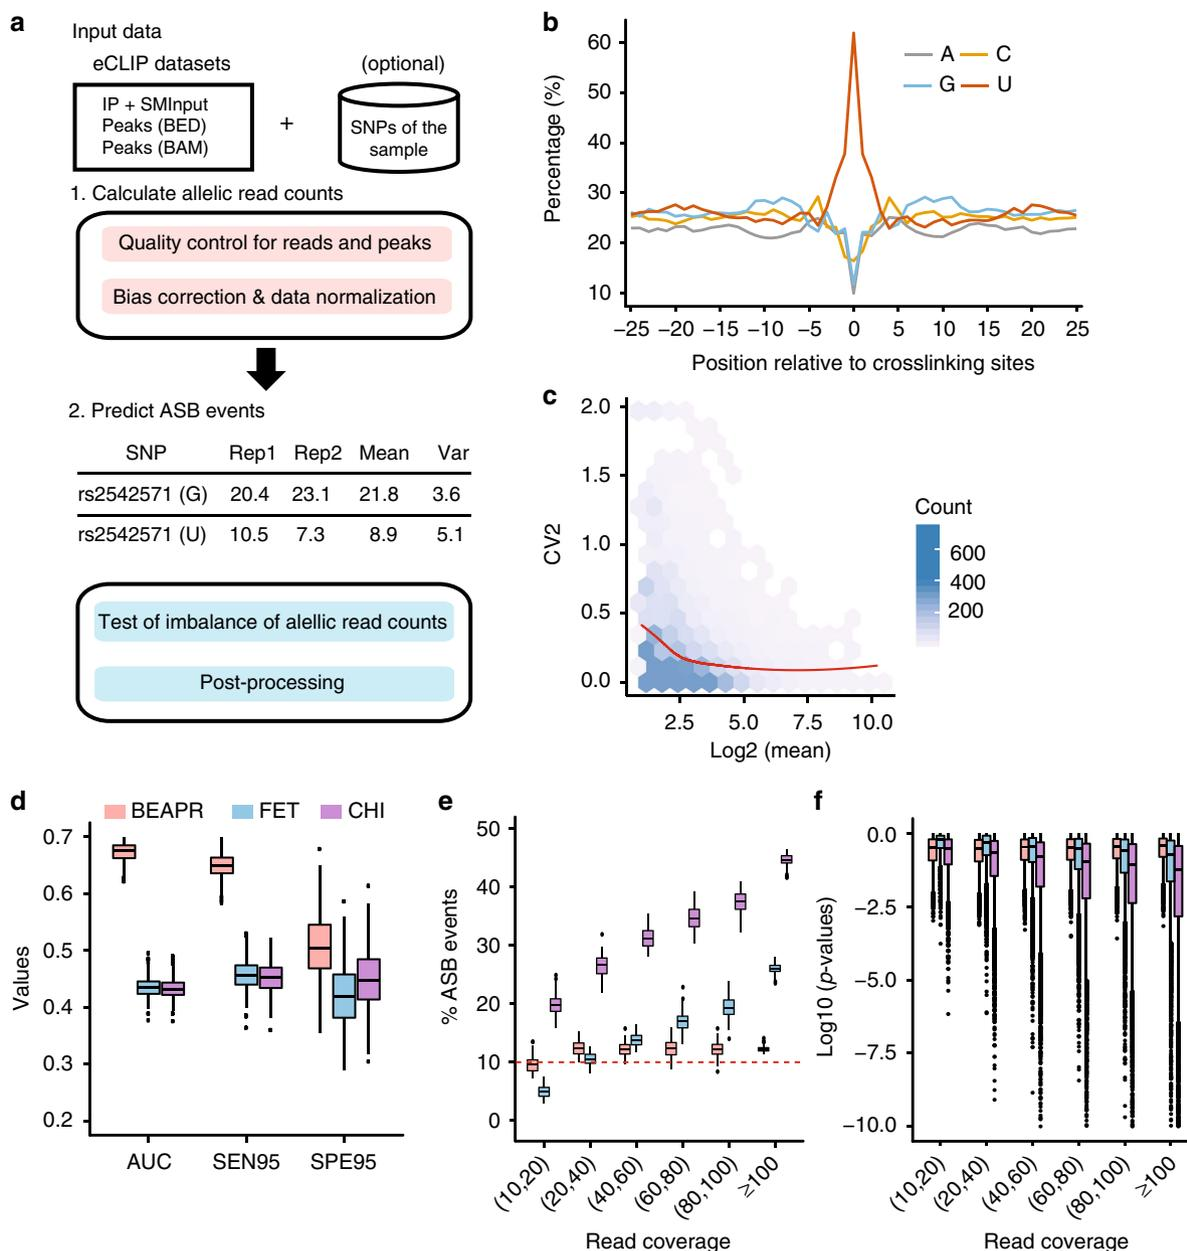 a
Input data
eCLIP datasets
(optional)
IP + SMInput
Peaks (BED)
Peaks (BAM)
+
SNPs of the
sample
1. Calculate allelic read counts
Quality control for reads and peaks
Bias correction & data normalization
2. Predict ASB events
SNP Rep1 Rep2 Mean Var
rs2542571 (G) 20.4 23.1 21.8 3.6
rs2542571 (U) 10.5 7.3 8.9 5.1
Test of imbalance of alellic read counts
Post-processing
b
Percentage (%)
60
50
40
30
20
10
A C
G U
−25 −20 −15 −10 −5 0 5 10 15 20 25
Position relative to crosslinking sites
c
CV2
2.0
1.5
1.0
0.5
0.0
2.5 5.0 7.5 10.0
Log2 (mean)
Count
600
400
200
d
BEAPR FET CHI
Values
0.7
0.6
0.5
0.4
0.3
0.2
AUC SEN95 SPE95
e
% ASB events
50
40
30
20
10
0
(10,20) (20,40) (40,60) (60,80) (80,100) ≥100
Read coverage
f
Log10 (p-values)
0.0
−2.5
−5.0
−7.5
−10.0
(10,20) (20,40) (40,60) (60,80) (80,100) ≥100
Read coverage